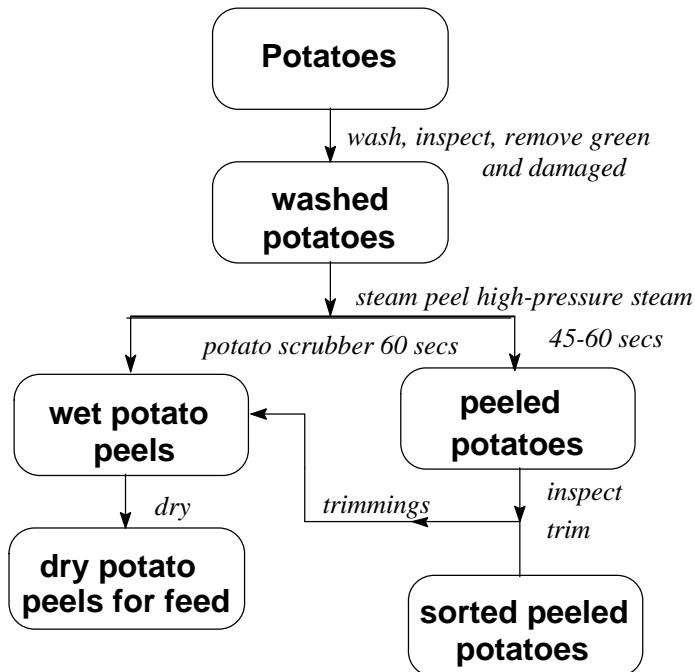 Potatoes
wash, inspect, remove green
and damaged
washed
potatoes
steam peel high-pressure steam
potato scrubber 60 secs
45-60 secs
wet potato
peels
peeled
potatoes
dry
trimmings
inspect
trim
dry potato
peels for feed
sorted peeled
potatoes